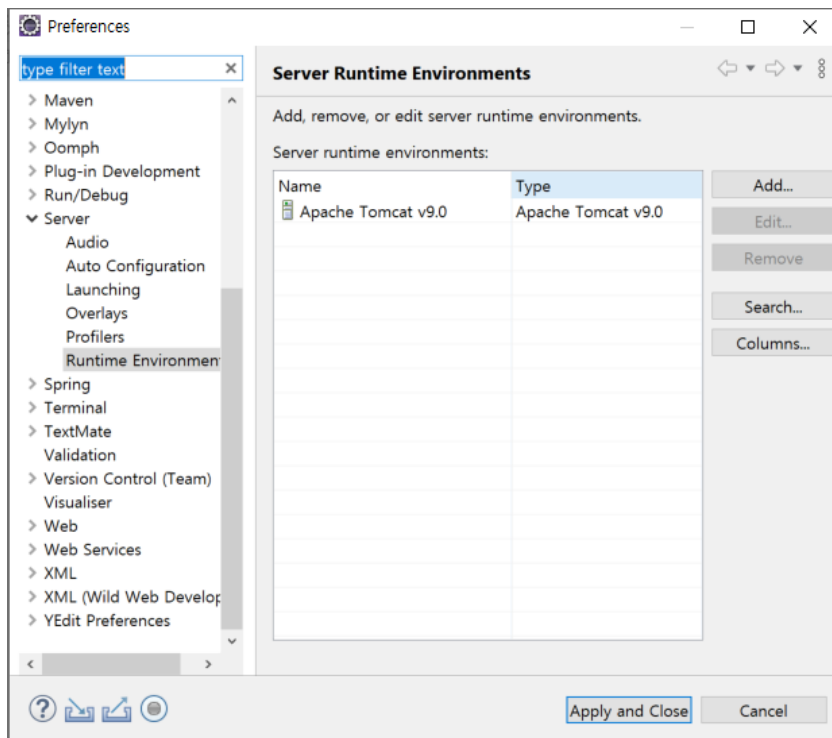 Preferences
type filter text
Maven
Mylyn
Oomph
Plug-in Development
Run/Debug
Server
Audio
Auto Configuration
Launching
Overlays
Profilers
Runtime Environmen
Spring
Terminal
TextMate
Validation
Version Control (Team)
Visualiser
Web
Web Services
XML
XML (Wild Web Develop
YEdit Preferences
Server Runtime Environments
Add, remove, or edit server runtime environments.
Server runtime environments:
Name Type
Apache Tomcat v9.0 Apache Tomcat v9.0
Add...
Edit...
Remove
Search...
Columns...
Apply and Close
Cancel